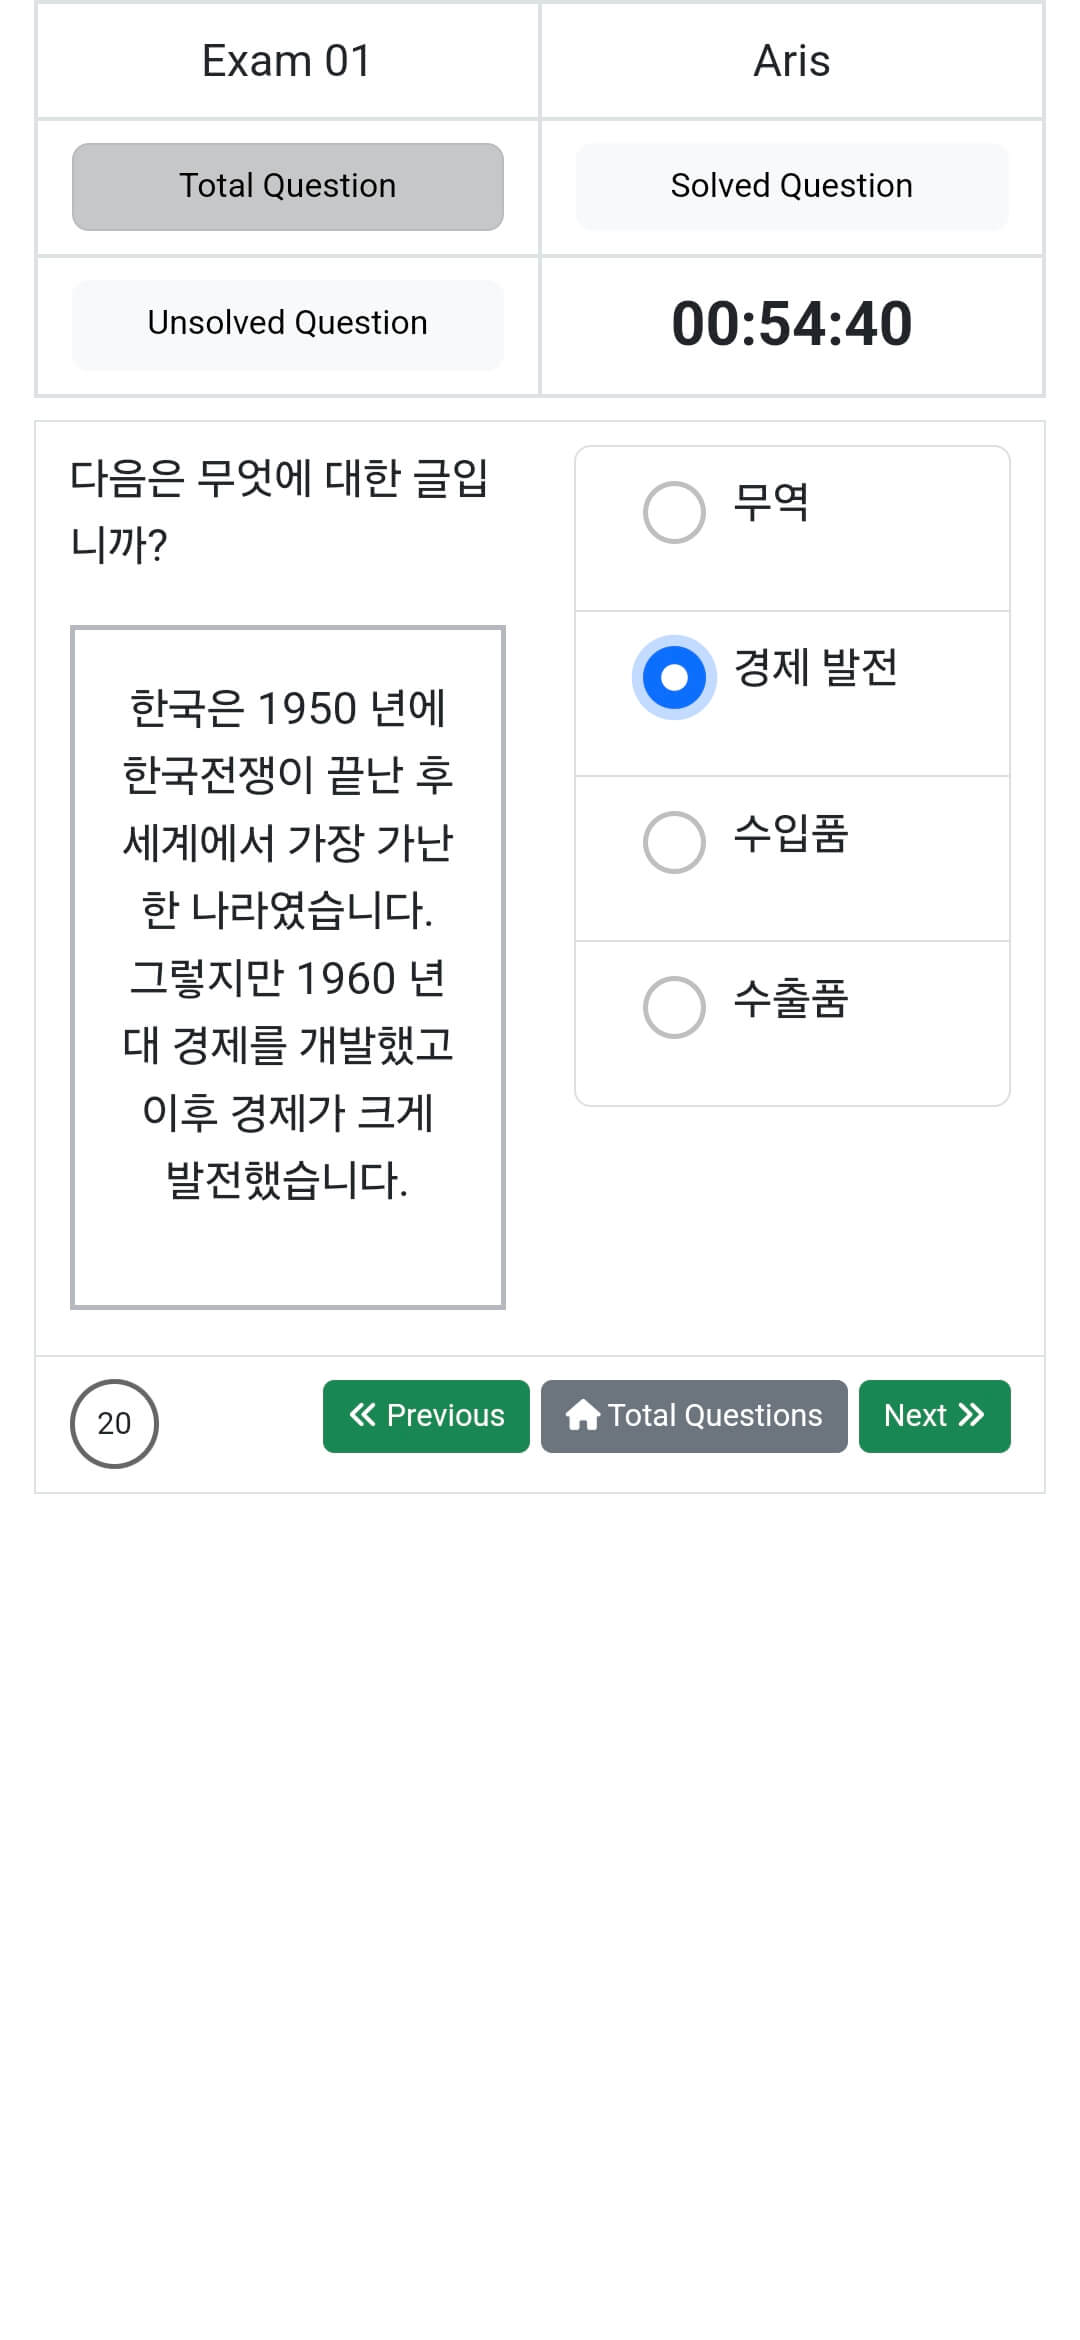 Exam 01
Aris
Total Question
Solved Question
Unsolved Question
00:54:40
다음은 무엇에 대한 글입
니까?
한국은 1950 년에
한국전쟁이 끝난 후
세계에서 가장 가난
한 나라였습니다.
그렇지만 1960 년
대 경제를 개발했고
이후 경제가 크게
발전했습니다.
무역
경제 발전
수입품
수출품
20
Previous
Total Questions
Next